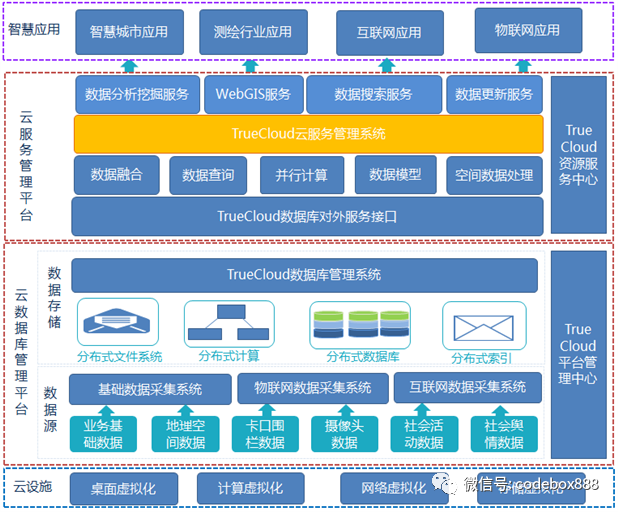 智慧应用
智慧城市应用
测绘行业应用
互联网应用
物联网应用
云服务管理平台
数据分析挖掘服务
WebGIS服务
数据搜索服务
数据更新服务
TrueCloud云服务管理系统
数据融合
数据查询
并行计算
数据模型
空间数据处理
TrueCloud数据库对外服务接口
True
Cloud
资源服
务中心
云数据库管理平台
数据存储
TrueCloud数据库管理系统
分布式文件系统
分布式计算
分布式数据库
分布式索引
数据源
基础数据采集系统
物联网数据采集系统
互联网数据采集系统
业务基
础数据
地理空
间数据
卡口围
栏数据
摄像头
数据
社会活
动数据
社会舆
情数据
True
Cloud
平台管
理中心
云设施
桌面虚拟化
计算虚拟化
网络虚拟化
虚拟化
微信号: codebox888